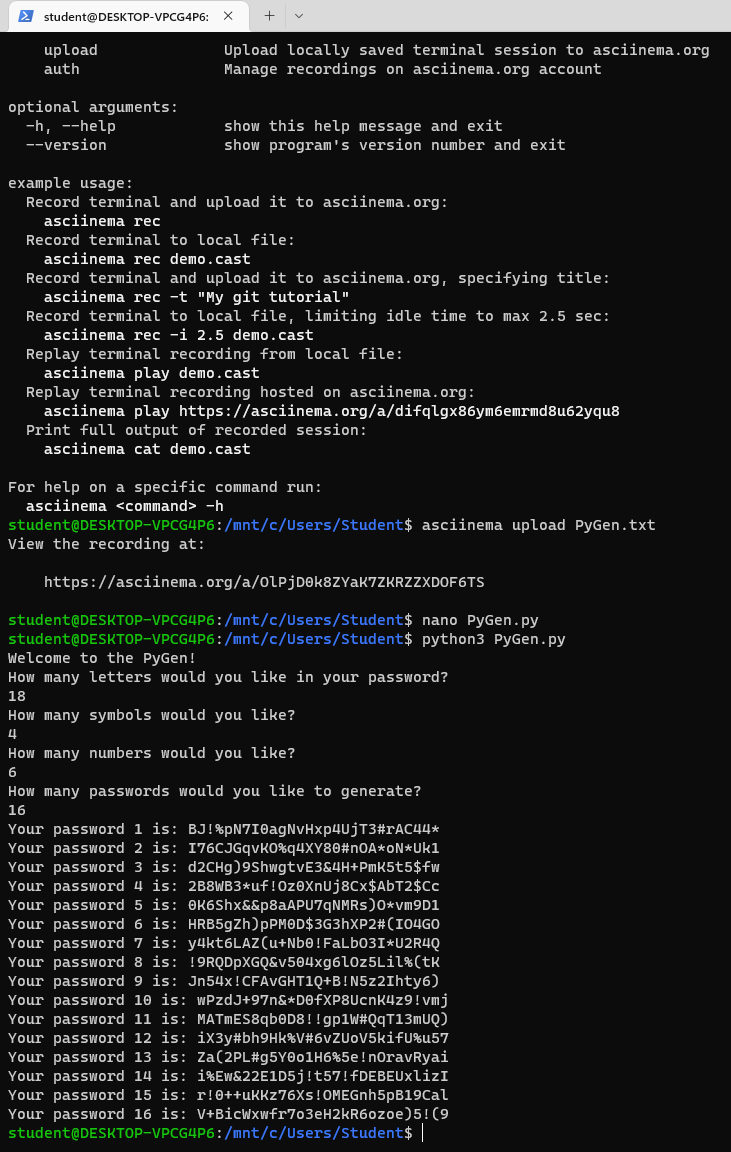 student@DESKTOP-VPCG4P6:
upload Upload locally saved terminal session to asciinema.org
auth Manage recordings on asciinema.org account
optional arguments:
-h, --help show this help message and exit
--version show program's version number and exit
example usage:
Record terminal and upload it to asciinema.org:
asciinema rec
Record terminal to local file:
asciinema rec demo.cast
Record terminal and upload it to asciinema.org, specifying title:
asciinema rec -t "My git tutorial"
Record terminal to local file, limiting idle time to max 2.5 sec:
asciinema rec -i 2.5 demo.cast
Replay terminal recording from local file:
asciinema play demo.cast
Replay terminal recording hosted on asciinema.org:
asciinema play https://asciinema.org/a/difqlgx86ym6emrmd8u62yqu8
Print full output of recorded session:
asciinema cat demo.cast
For help on a specific command run:
asciinema <command> -h
student@DESKTOP-VPCG4P6:/mnt/c/Users/Student$ asciinema upload PyGen.txt
View the recording at:
https://asciinema.org/a/OlPjD0k8ZYaK7ZKRZZXDOF6TS
student@DESKTOP-VPCG4P6:/mnt/c/Users/Student$ nano PyGen.py
student@DESKTOP-VPCG4P6:/mnt/c/Users/Student$ python3 PyGen.py
Welcome to the PyGen!
How many letters would you like in your password?
18
How many symbols would you like?
4
How many numbers would you like?
6
How many passwords would you like to generate?
16
Your password 1 is: BJ!%pN7I0agNvHxp4UjT3#rAC44*
Your password 2 is: I76CJGqvKO%q4XY80#nOA*oN*Uk1
Your password 3 is: d2CHg)9ShwgtvE3&4H+PmK5t5$fw
Your password 4 is: 2B8WB3*uf!Oz0XnUj8Cx$AbT2$Cc
Your password 5 is: 0K6Shx&&p8aAPU7qNMRs)O*vm9D1
Your password 6 is: HRB5gZh)pPM0D$3G3hXP2#(IO4GO
Your password 7 is: y4kt6LAZ(u+Nb0!FaLbO3I*U2R4Q
Your password 8 is: !9RQDpXGQ&v504xg6lOz5Lil%(tK
Your password 9 is: Jn54x!CFAvGHT1Q+B!N5z2Ihty6)
Your password 10 is: wPzdJ+97n&*D0fXP8UcnK4z9!vmj
Your password 11 is: MATmES8qb0D8!!gp1W#QqT13mUQ)
Your password 12 is: iX3y#bh9Hk%V#6vZUoV5kifU%u57
Your password 13 is: Za(2PL#g5Y0o1H6%5e!nOravRyai
Your password 14 is: i%Ew&22E1D5j!t57!fDEBEUxlizI
Your password 15 is: r!0++uKKz76Xs!OMEGnh5pB19Cal
Your password 16 is: V+BicWxwfr7o3eH2kR6ozoe)5!(9
student@DESKTOP-VPCG4P6:/mnt/c/Users/Student$